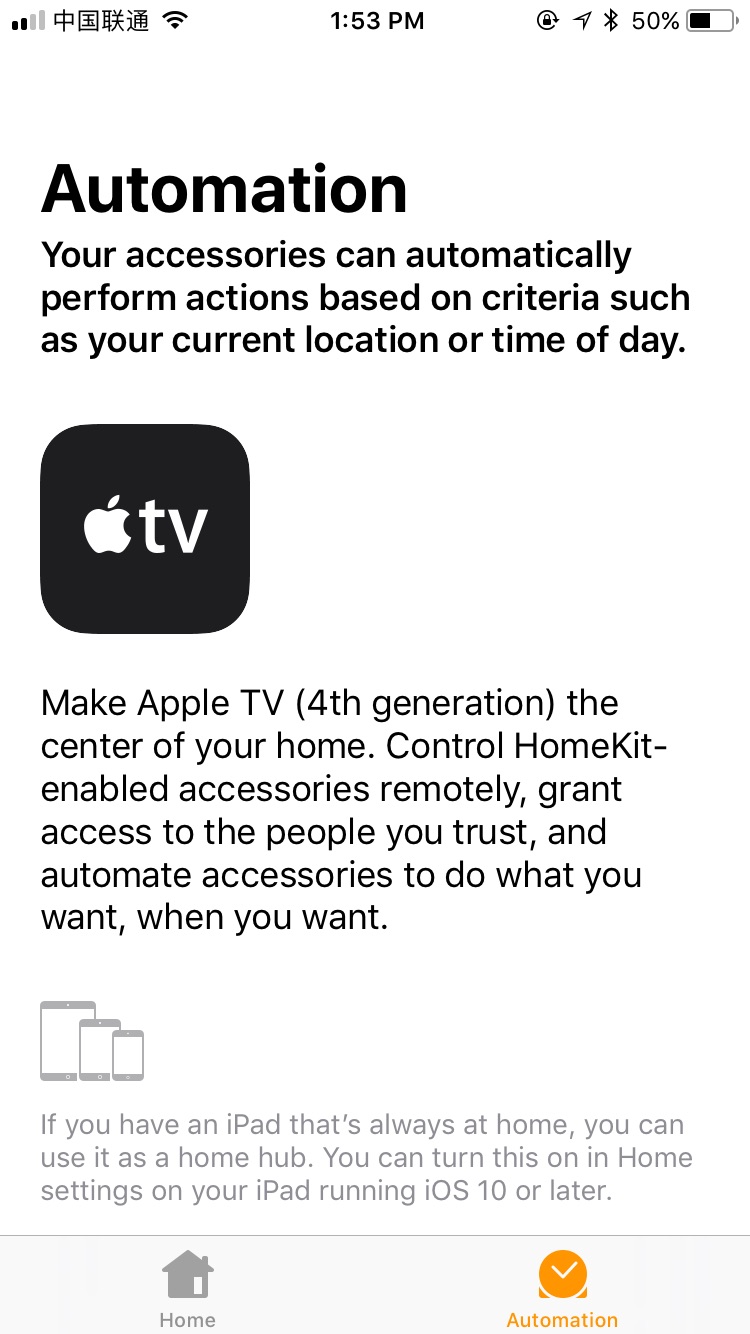 中国联通
1:53 PM
50%
Automation
Your accessories can automatically
perform actions based on criteria such
as your current location or time of day.
tv
Make Apple TV (4th generation) the
center of your home. Control HomeKit-
enabled accessories remotely, grant
access to the people you trust, and
automate accessories to do what you
want, when you want.
If you have an iPad that’s always at home, you can
use it as a home hub. You can turn this on in Home
settings on your iPad running iOS 10 or later.
Home
Automation